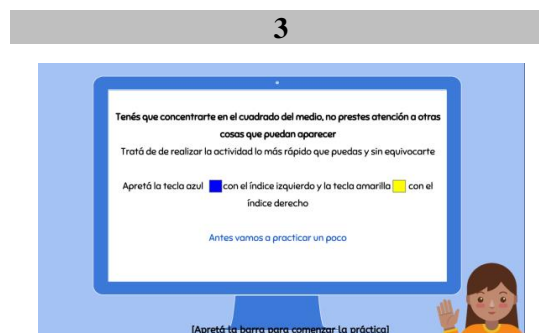 3
Tenés que concentrarte en el cuadrado del medio, no prestes atención a otras
cosas que puedan aparecer
Tratá de de realizar la actividad lo más rápido que puedas y sin equivocarte
Apretá la tecla azul con el índice izquierdo y la tecla amarilla con el
índice derecho
Antes vamos a practicar un poco
[Apretá la barra para comenzar la práctica]